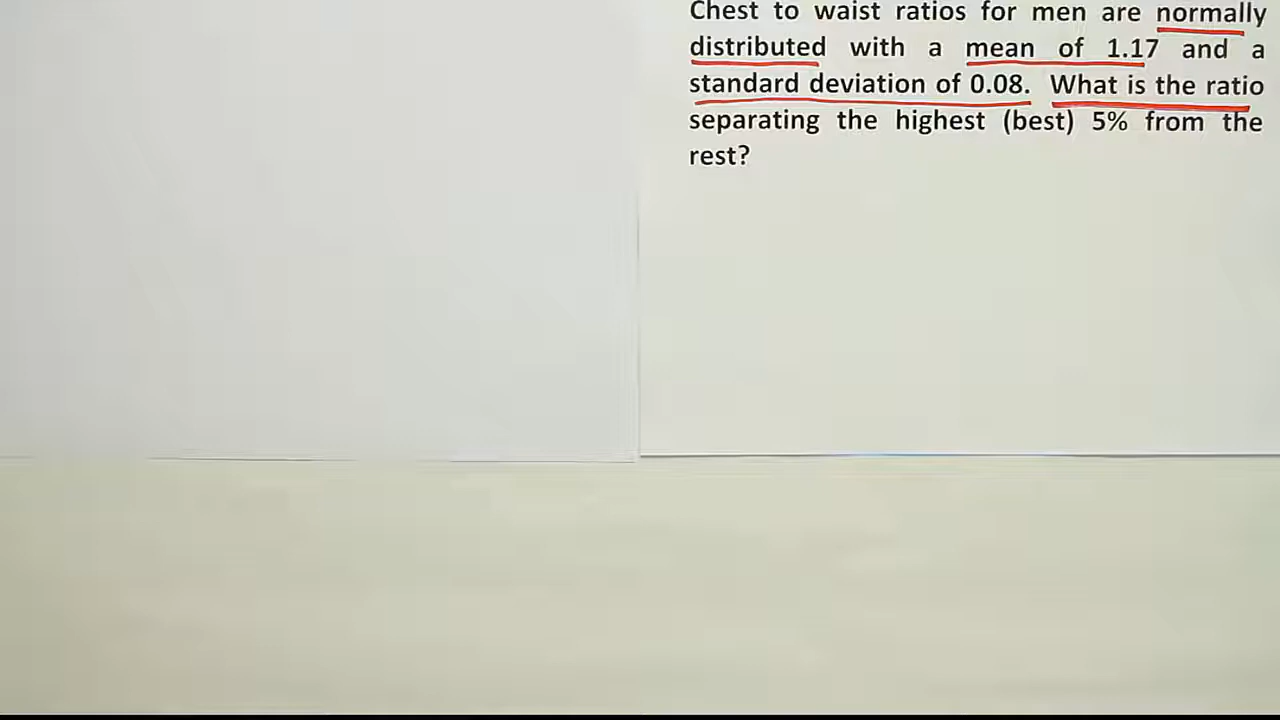 Chest to waist ratios for men are normally
distributed with a mean of 1.17 and a
standard deviation of 0.08. What is the ratio
separating the highest (best) 5% from the
rest?